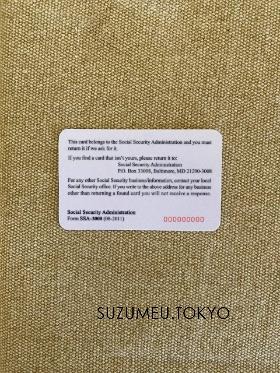 This card belongs to the Social Security Administration and you must
return it if we ask for it.
If you find a card that isn't yours, please return it to:
Social Security Administration
P.O. Box 33008, Baltimore, MD 21290-3008
For any other Social Security business/information, contact your local
Social Security office. If you write to the above address for any business
other than returning a found card you will not receive a response.
Social Security Administration
Form SSA-3000 (08-2011)
000000000
SUZUMEU.TOKYO